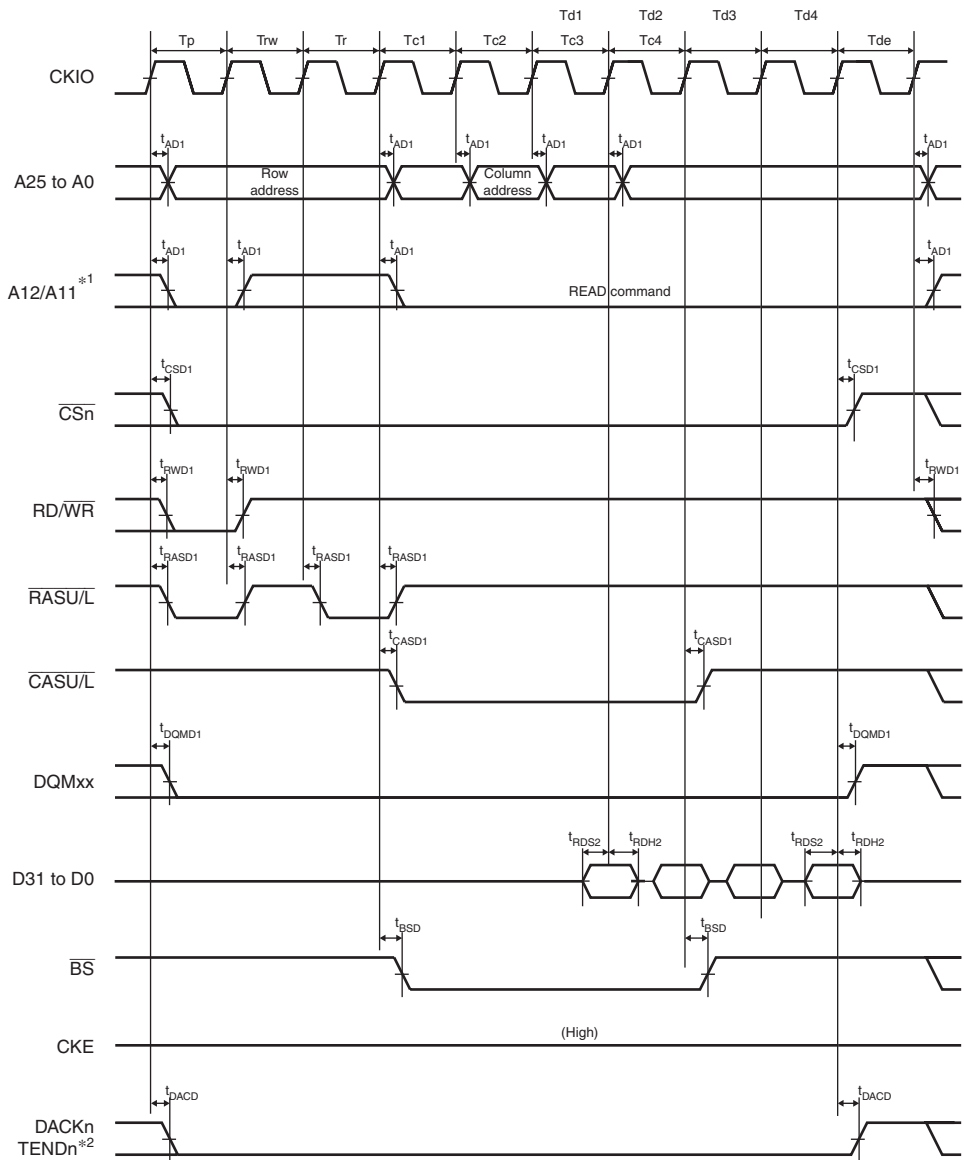 Td1 Td2 Td3 Td4
Tp Trw Tr Tc1 Tc2 Tc3 Tc4 Tde
CKIO
tAD1 tAD1 tAD1 tAD1 tAD1 tAD1
A25 to A0
Row
address
Column
address
tAD1 tAD1 tAD1 tAD1
A12/A11*1
READ command
tCSD1 tCSD1
CSn
tRWD1 tRWD1 tRWD1
RD/WR
tRASD1 tRASD1 tRASD1 tRASD1
RASU/L
tCASD1 tCASD1
CASU/L
tDQMD1 tDQMD1
DQMxx
tRDS2 tRDH2 tRDS2 tRDH2
D31 to D0
tBSD tBSD
BS
(High)
CKE
tDACD tDACD
DACKn
TENDn*2